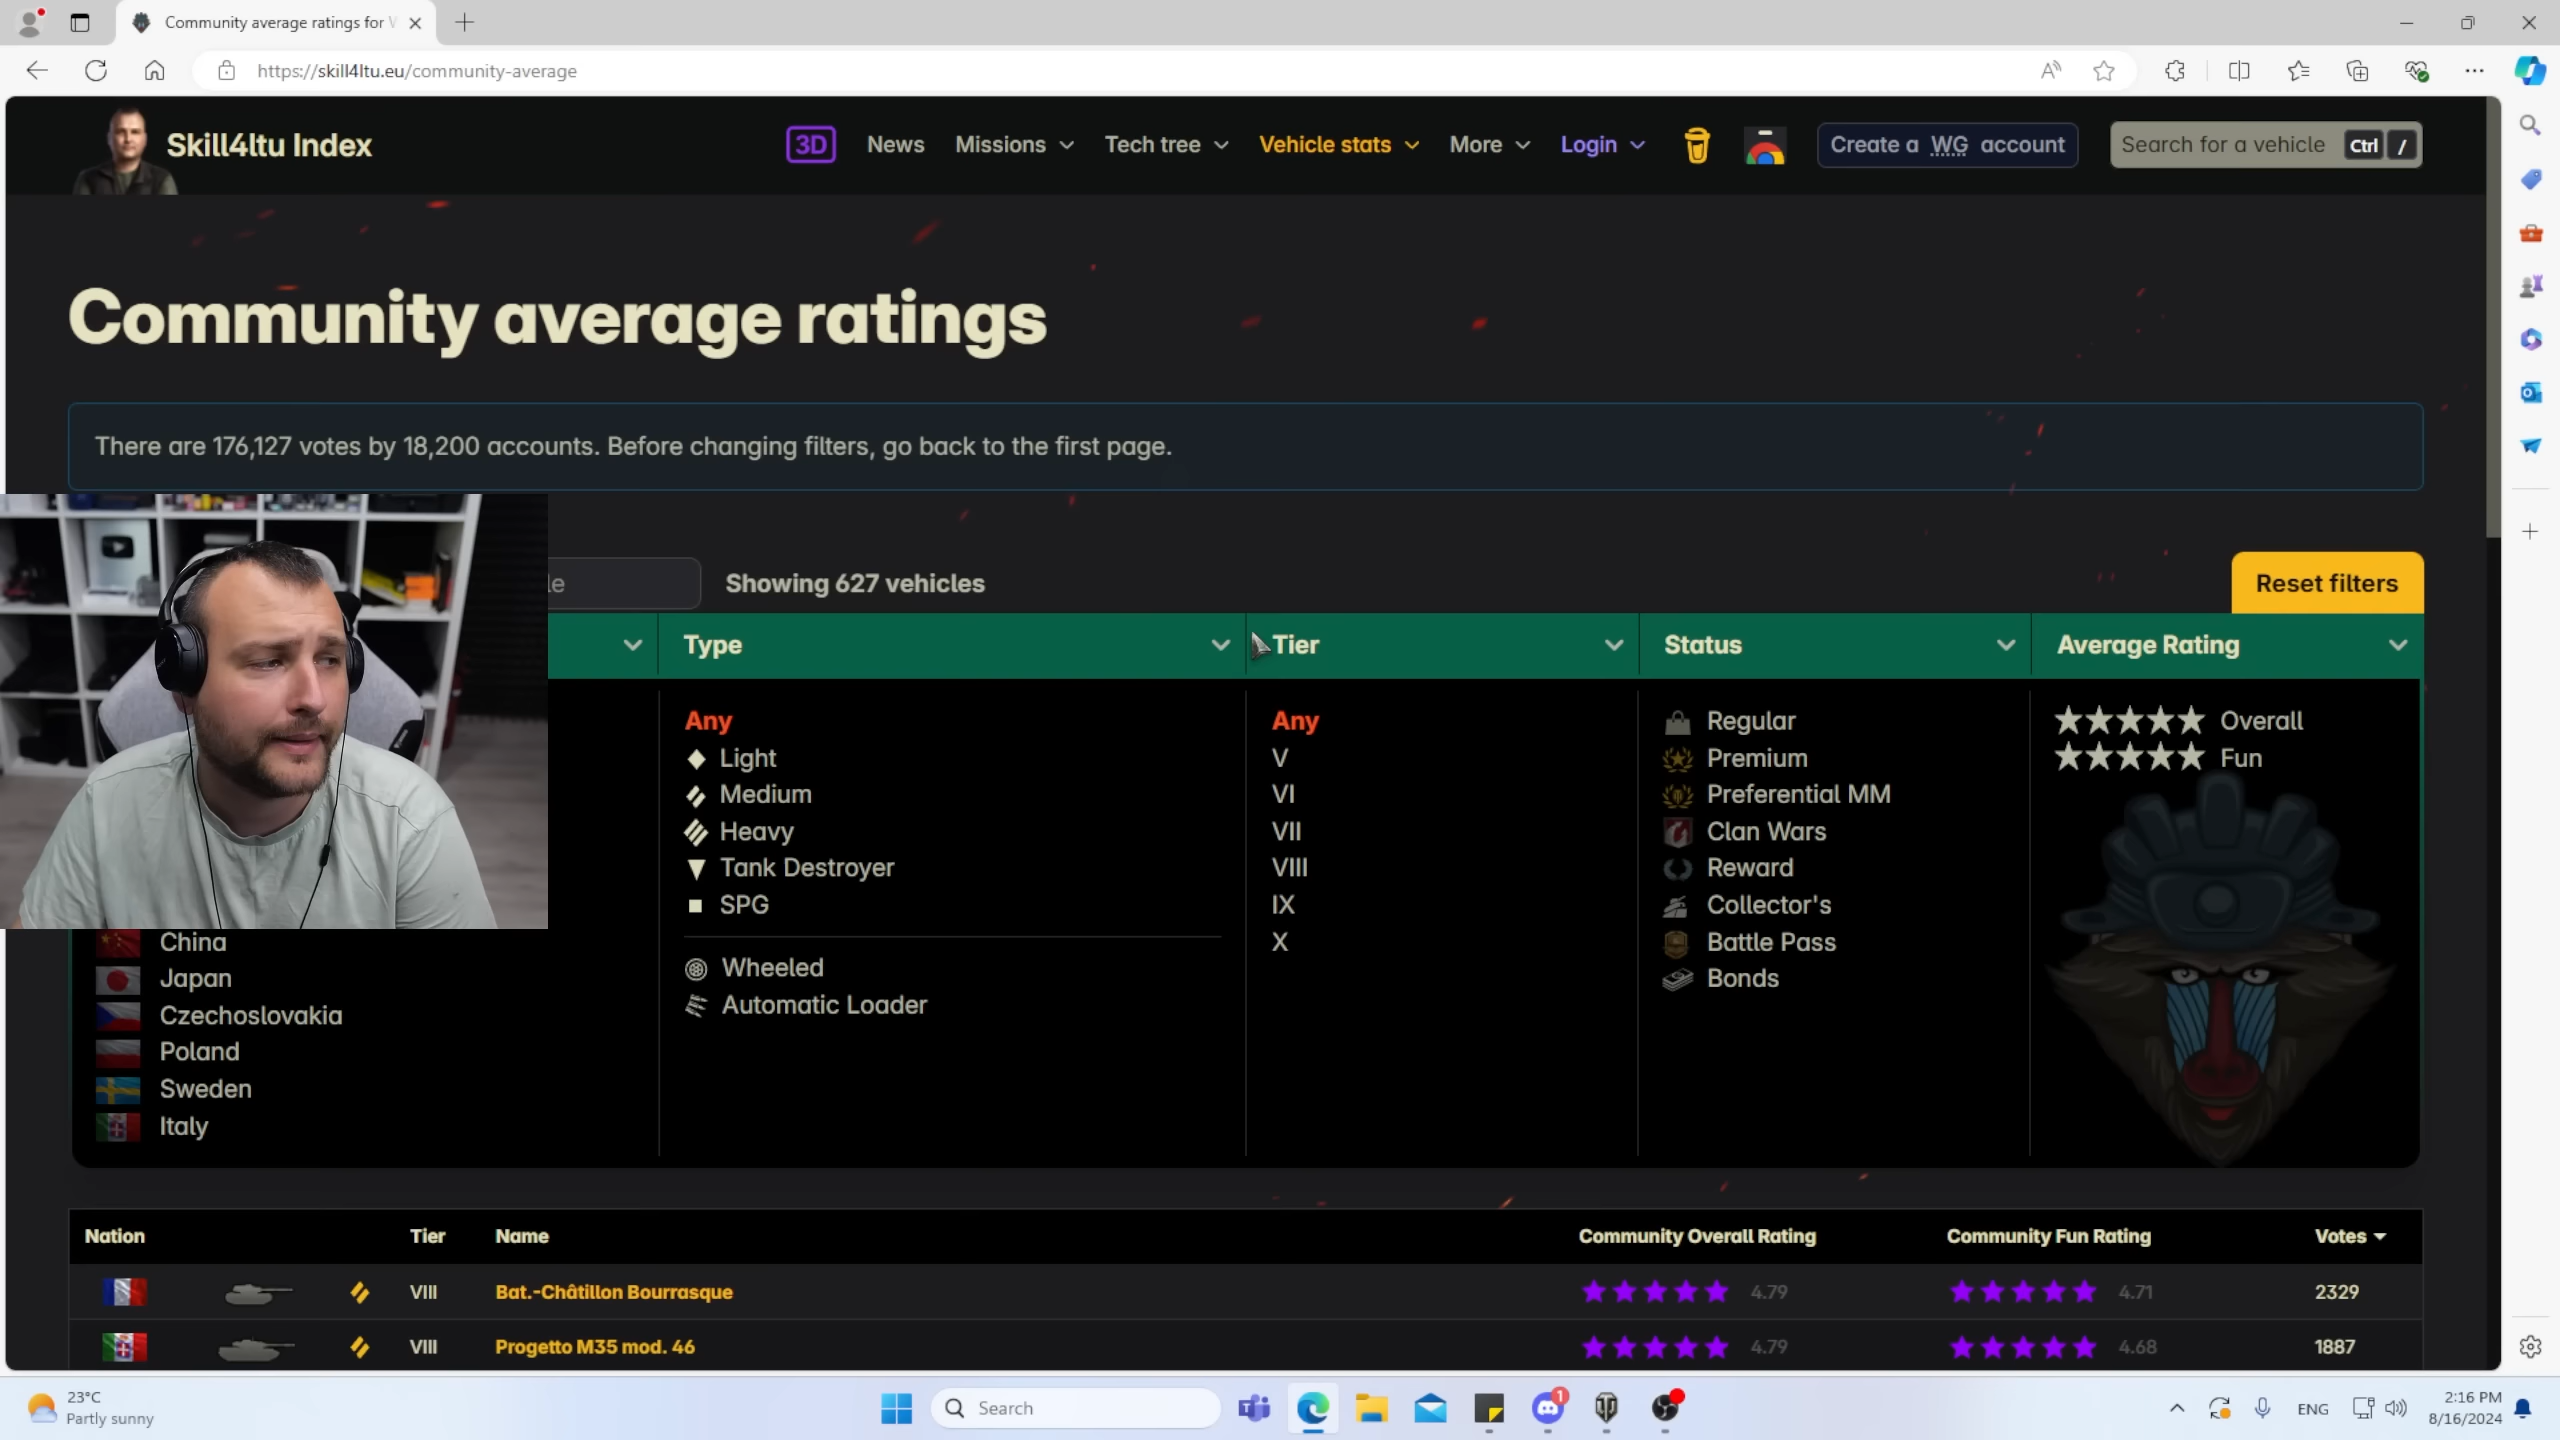 Community average ratings for W
https://skill4ltu.eu/community-average
Skill4ltu Index
3D
News
Missions
Tech tree
Vehicle stats
More
Login
Create a WG account
Search for a vehicle
Ctrl
/
Community average ratings
There are 176,127 votes by 18,200 accounts. Before changing filters, go back to the first page.
le
Showing 627 vehicles
Reset filters
Type
Tier
Status
Average Rating
China
Japan
Czechoslovakia
Poland
Sweden
Italy
Any
Light
Medium
Heavy
Tank Destroyer
SPG
Wheeled
Automatic Loader
Any
V
VI
VII
VIII
IX
X
Regular
Premium
Preferential MM
Clan Wars
Reward
Collector's
Battle Pass
Bonds
Overall
Fun
Nation Tier Name Community Overall Rating Community Fun Rating Votes
VIII Bat.-Châtillon Bourrasque 4.79 4.71 2329
VIII Progetto M35 mod. 46 4.79 4.68 1887
23°C
Partly sunny
Search
1
ENG
2:16 PM
8/16/2024